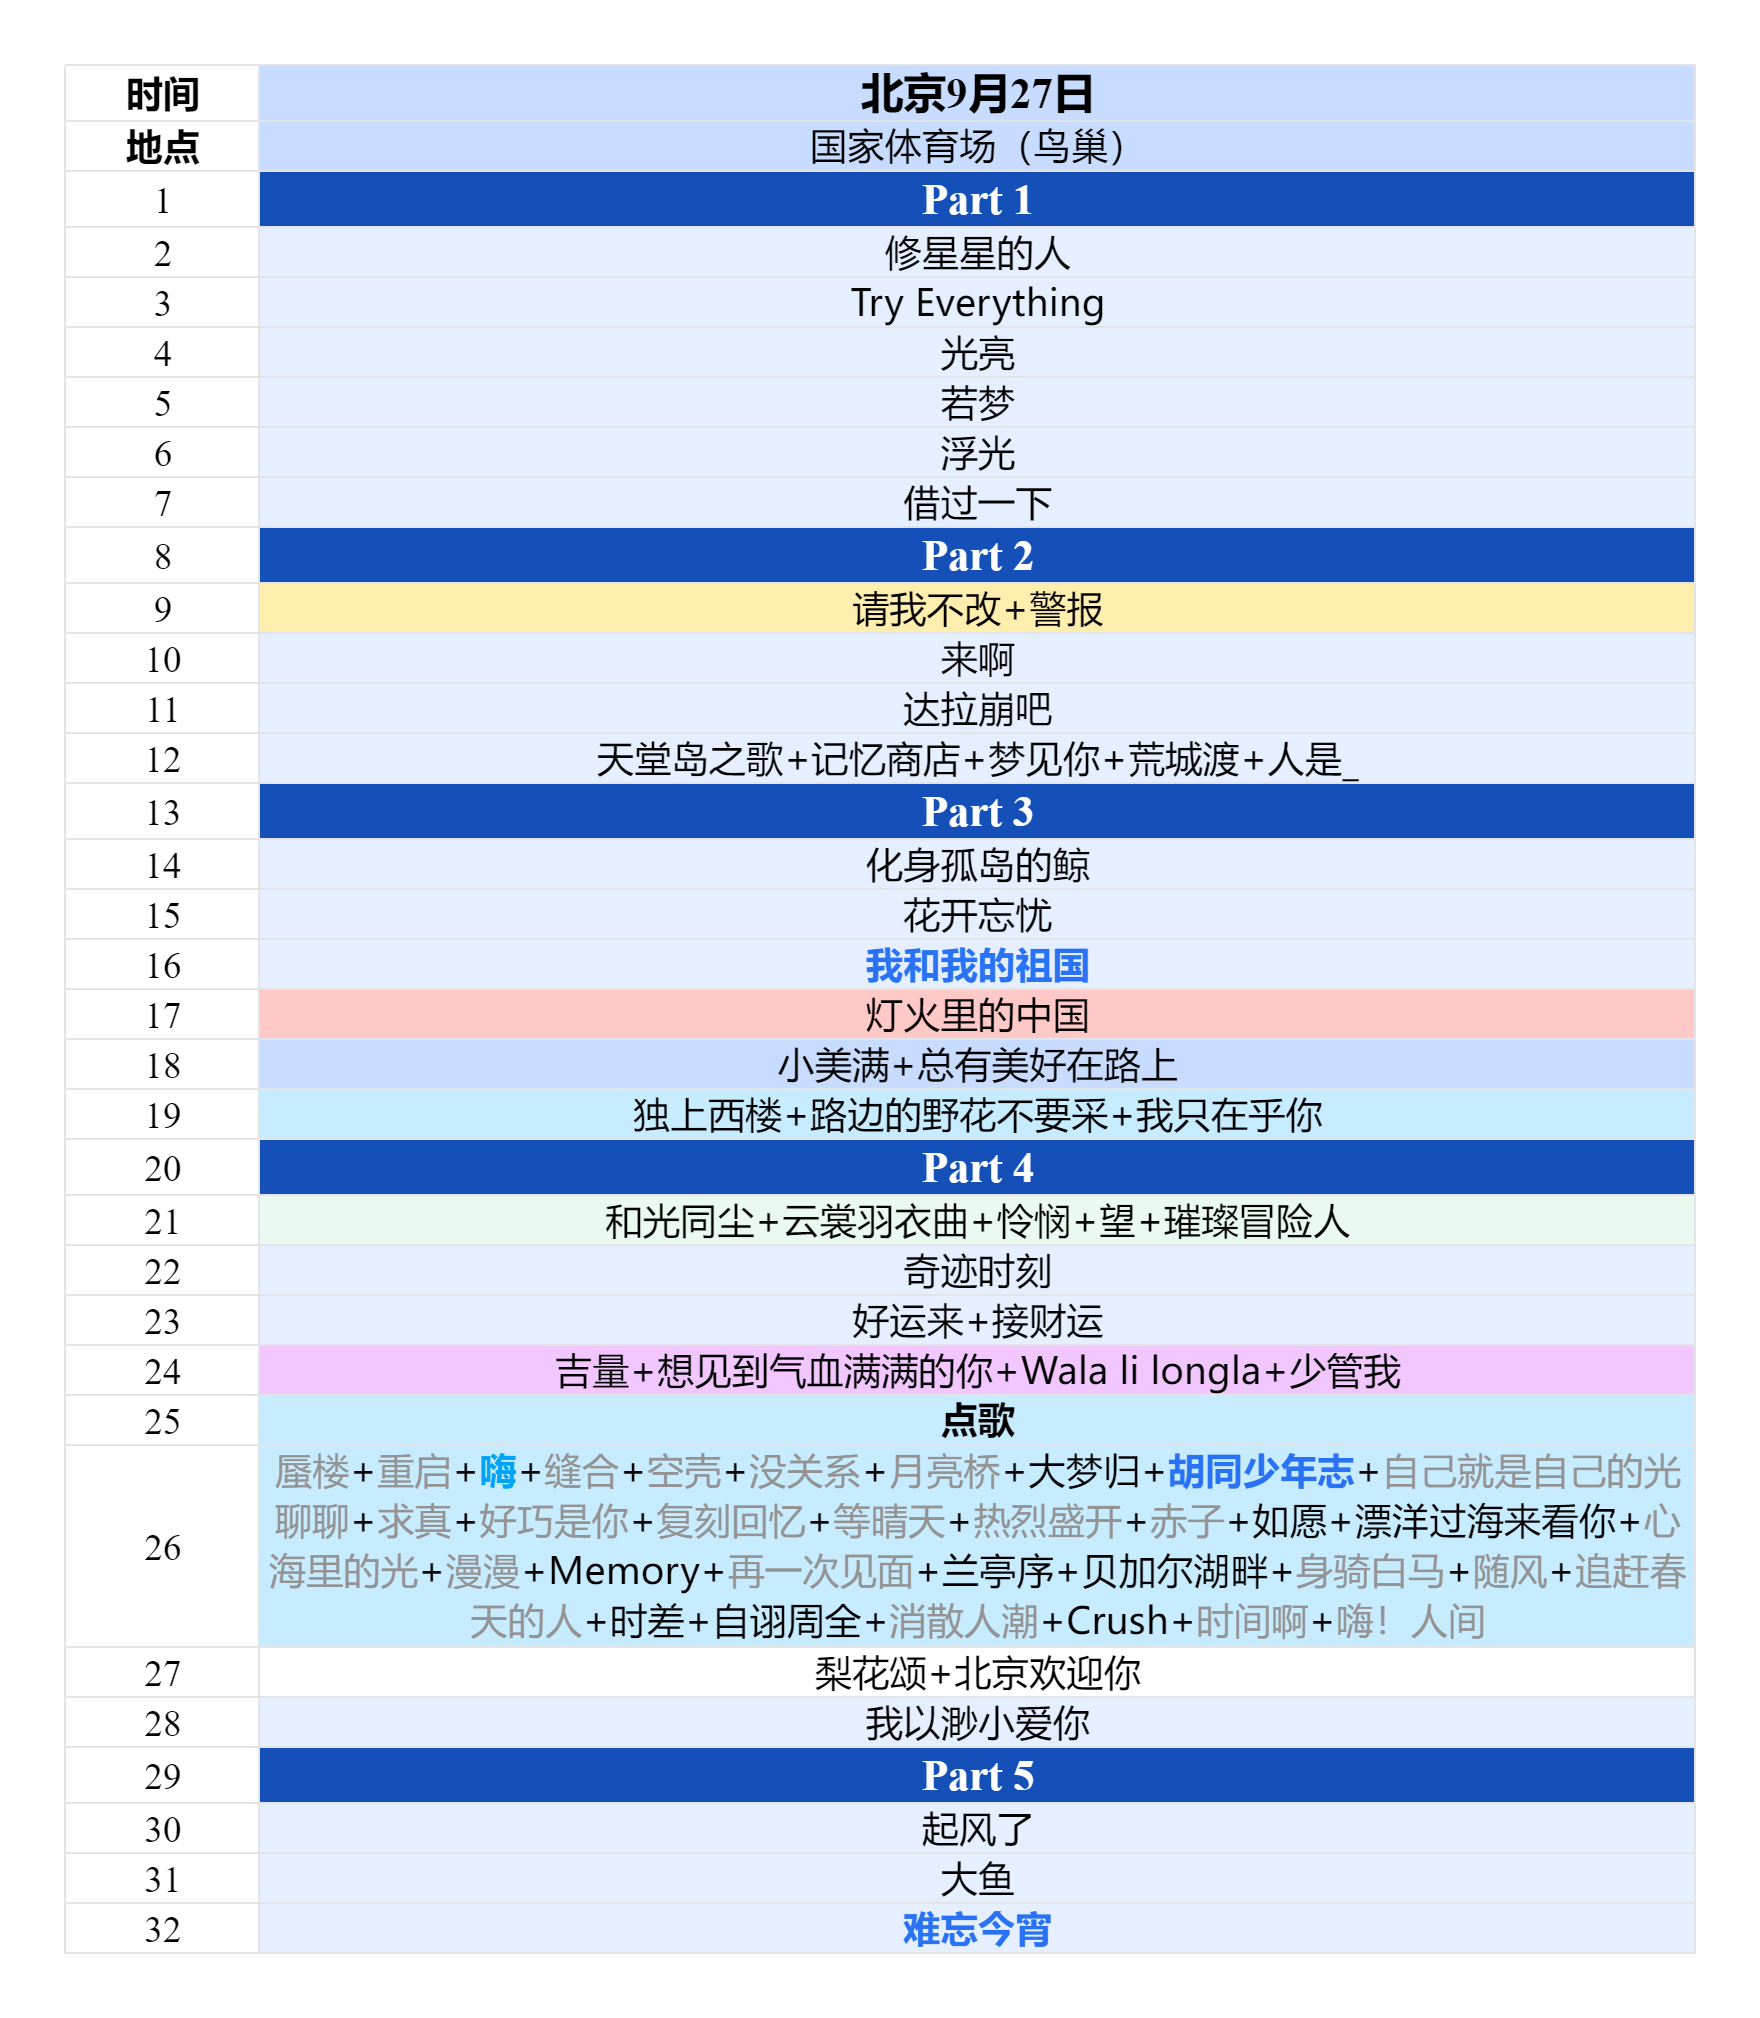 时间 北京9月27日
地点 国家体育场（鸟巢）
1 Part 1
2 修星星的人
3 Try Everything
4 光亮
5 若梦
6 浮光
7 借过一下
8 Part 2
9 请我不改+警报
10 来啊
11 达拉崩吧
12 天堂岛之歌+记忆商店+梦见你+荒城渡+人是_
13 Part 3
14 化身孤岛的鲸
15 花开忘忧
16 我和我的祖国
17 灯火里的中国
18 小美满+总有美好在路上
19 独上西楼+路边的野花不要采+我只在乎你
20 Part 4
21 和光同尘+云裳羽衣曲+怜悯+望+璀璨冒险人
22 奇迹时刻
23 好运来+接财运
24 吉量+想见到气血满满的你+Wala li longla+少管我
25 点歌
26 蜃楼+重启+嗨+缝合+空壳+没关系+月亮桥+大梦归+胡同少年志+自己就是自己的光
聊聊+求真+好巧是你+复刻回忆+等晴天+热烈盛开+赤子+如愿+漂洋过海来看你+心
海里的光+漫漫+Memory+再一次见面+兰亭序+贝加尔湖畔+身骑白马+随风+追赶春
天的人+时差+自诩周全+消散人潮+Crush+时间啊+嗨！人间
27 梨花颂+北京欢迎你
28 我以渺小爱你
29 Part 5
30 起风了
31 大鱼
32 难忘今宵